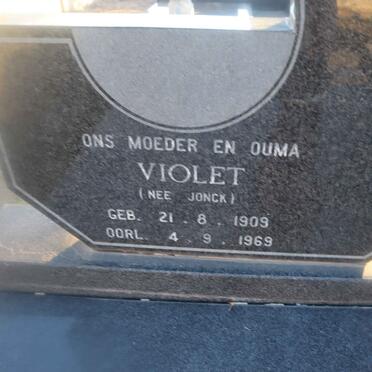 ONS MOEDER EN OUMA
VIOLET
(NEE JONCK)
GEB. 21 . 8 . 1909
OORL. 4 . 9 . 1969